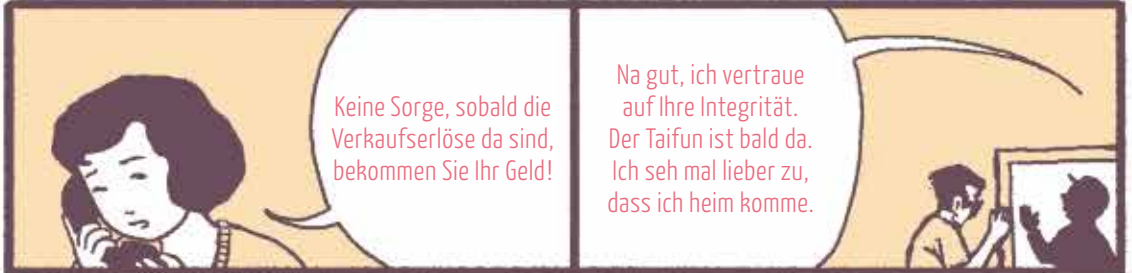 Keine Sorge, sobald die
Verkaufserlöse da sind,
bekommen Sie Ihr Geld!
Na gut, ich vertraue
auf Ihre Integrität.
Der Taifun ist bald da.
Ich seh mal lieber zu,
dass ich heim komme.